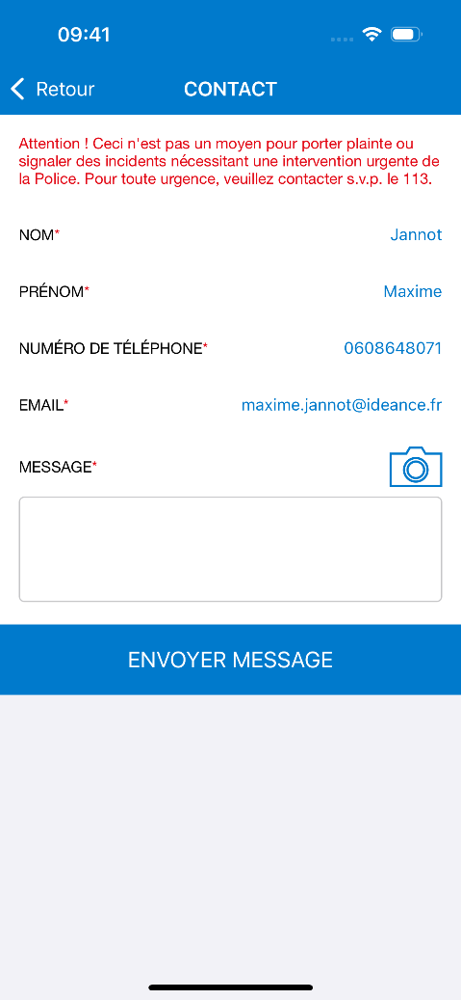 09:41
Retour
CONTACT
Attention ! Ceci n'est pas un moyen pour porter plainte ou
signaler des incidents nécessitant une intervention urgente de
la Police. Pour toute urgence, veuillez contacter s.v.p. le 113.
NOM* Jannot
PRÉNOM* Maxime
NUMÉRO DE TÉLÉPHONE* 0608648071
EMAIL* maxime.jannot@ideance.fr
MESSAGE*
ENVOYER MESSAGE